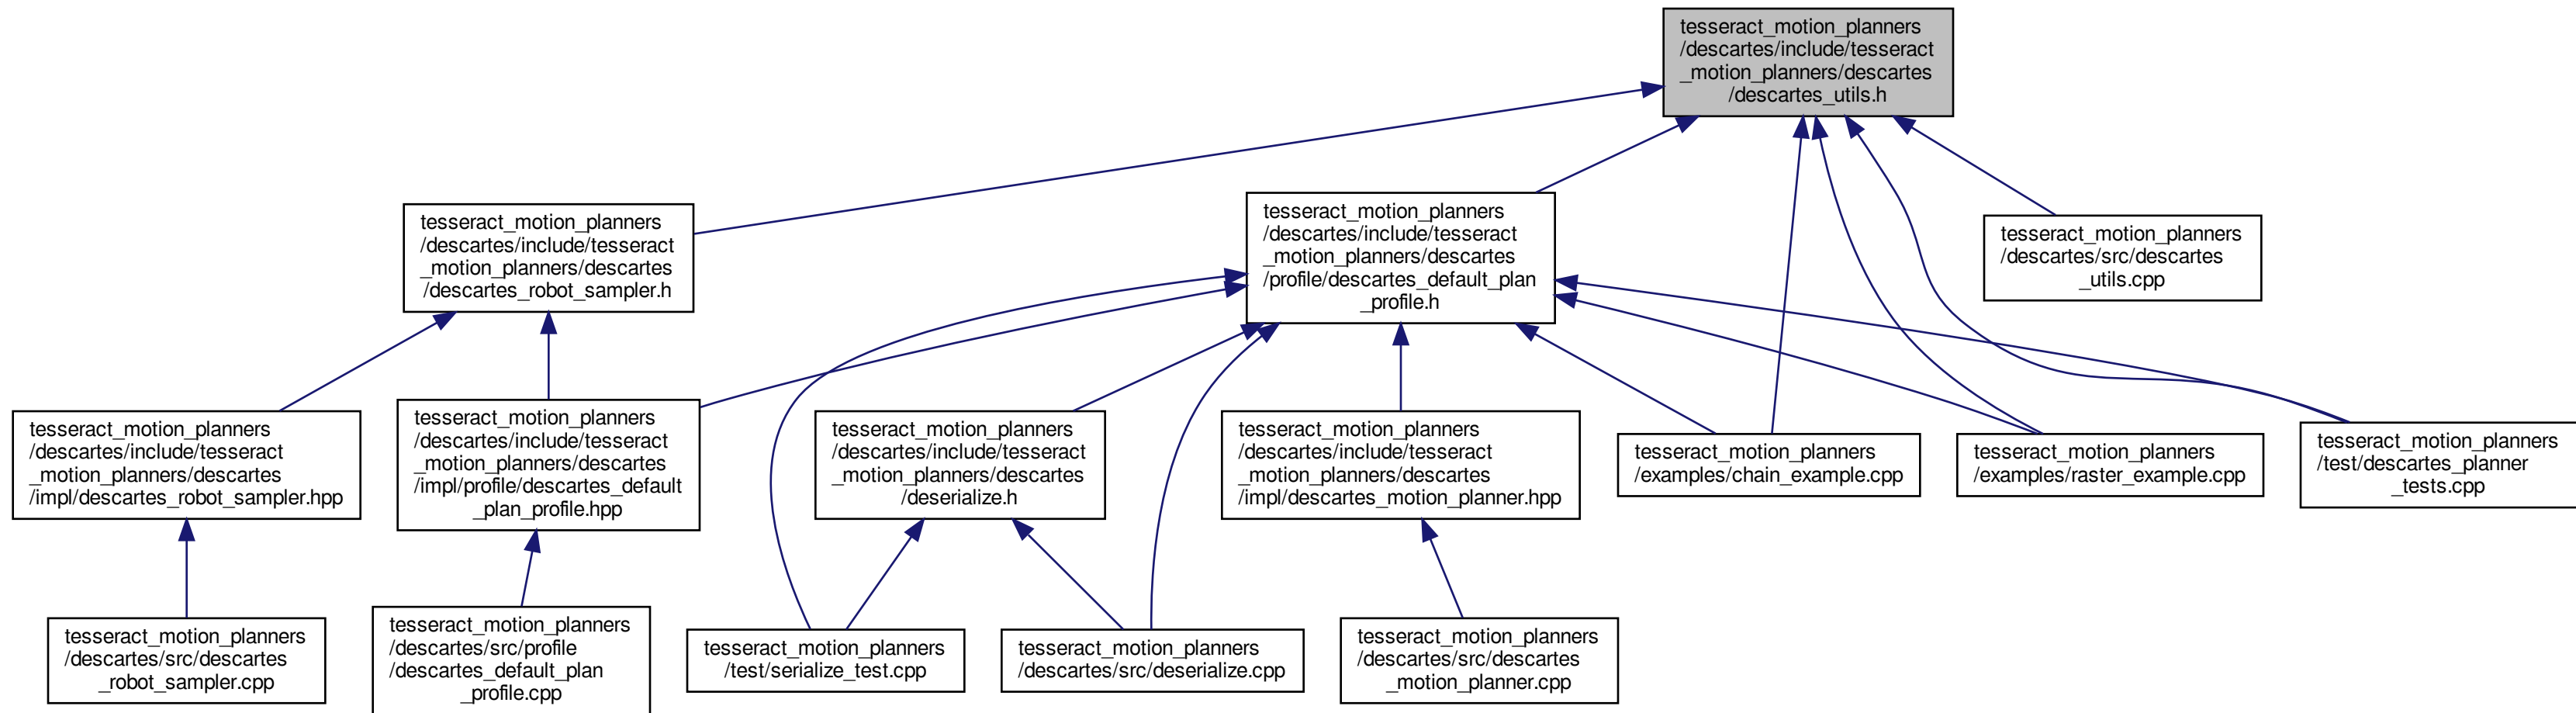 tesseract_motion_planners
/descartes/include/tesseract
_motion_planners/descartes
/descartes_utils.h
tesseract_motion_planners
/descartes/include/tesseract
_motion_planners/descartes
/descartes_robot_sampler.h
tesseract_motion_planners
/descartes/include/tesseract
_motion_planners/descartes
/profile/descartes_default_plan
_profile.h
tesseract_motion_planners
/descartes/src/descartes
_utils.cpp
tesseract_motion_planners
/descartes/include/tesseract
_motion_planners/descartes
/impl/descartes_robot_sampler.hpp
tesseract_motion_planners
/descartes/include/tesseract
_motion_planners/descartes
/impl/profile/descartes_default
_plan_profile.hpp
tesseract_motion_planners
/descartes/include/tesseract
_motion_planners/descartes
/deserialize.h
tesseract_motion_planners
/descartes/include/tesseract
_motion_planners/descartes
/impl/descartes_motion_planner.hpp
tesseract_motion_planners
/examples/chain_example.cpp
tesseract_motion_planners
/examples/raster_example.cpp
tesseract_motion_planners
/test/descartes_planner
_tests.cpp
tesseract_motion_planners
/descartes/src/descartes
_robot_sampler.cpp
tesseract_motion_planners
/descartes/src/profile
/descartes_default_plan
_profile.cpp
tesseract_motion_planners
/test/serialize_test.cpp
tesseract_motion_planners
/descartes/src/deserialize.cpp
tesseract_motion_planners
/descartes/src/descartes
_motion_planner.cpp